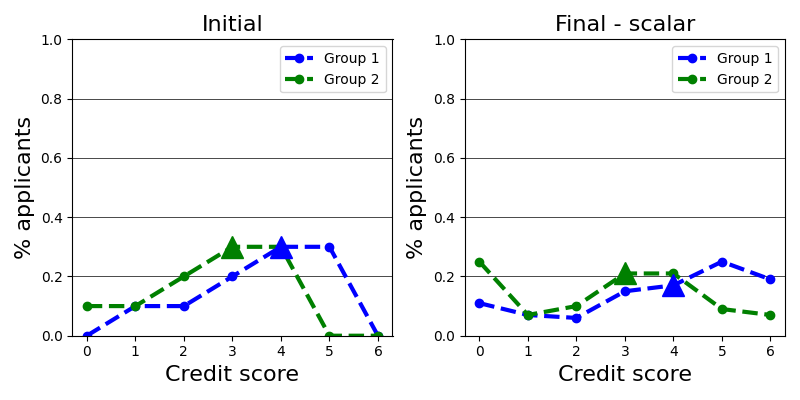 Initial
% applicants
1.0
0.8
0.6
0.4
0.2
0.0
0 1 2 3 4 5 6
Credit score
Group 1
Group 2
Final - scalar
% applicants
1.0
0.8
0.6
0.4
0.2
0.0
0 1 2 3 4 5 6
Credit score
Group 1
Group 2